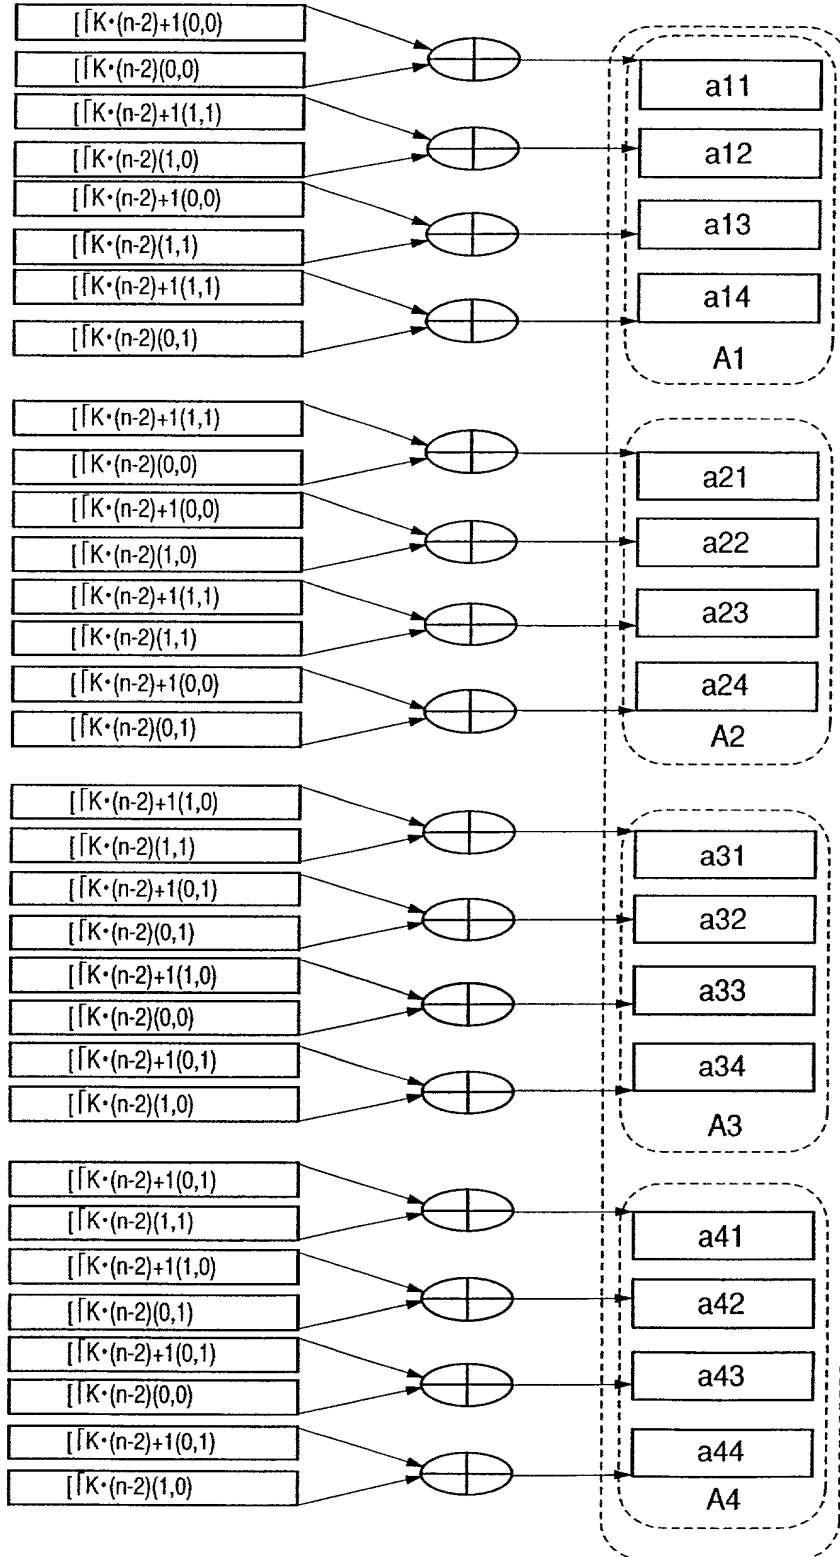 [⌈K•(n-2)+1(0,0)
[⌈K•(n-2)(0,0)
a11
[⌈K•(n-2)+1(1,1)
[⌈K•(n-2)(1,0)
a12
[⌈K•(n-2)+1(0,0)
[⌈K•(n-2)(1,1)
a13
[⌈K•(n-2)+1(1,1)
[⌈K•(n-2)(0,1)
a14
A1
[⌈K•(n-2)+1(1,1)
[⌈K•(n-2)(0,0)
a21
[⌈K•(n-2)+1(0,0)
[⌈K•(n-2)(1,0)
a22
[⌈K•(n-2)+1(1,1)
[⌈K•(n-2)(1,1)
a23
[⌈K•(n-2)+1(0,0)
[⌈K•(n-2)(0,1)
a24
A2
[⌈K•(n-2)+1(1,0)
[⌈K•(n-2)(1,1)
a31
[⌈K•(n-2)+1(0,1)
[⌈K•(n-2)(0,1)
a32
[⌈K•(n-2)+1(1,0)
[⌈K•(n-2)(0,0)
a33
[⌈K•(n-2)+1(0,1)
[⌈K•(n-2)(1,0)
a34
A3
[⌈K•(n-2)+1(0,1)
[⌈K•(n-2)(1,1)
a41
[⌈K•(n-2)+1(1,0)
[⌈K•(n-2)(0,1)
a42
[⌈K•(n-2)+1(0,1)
[⌈K•(n-2)(0,0)
a43
[⌈K•(n-2)+1(0,1)
[⌈K•(n-2)(1,0)
a44
A4